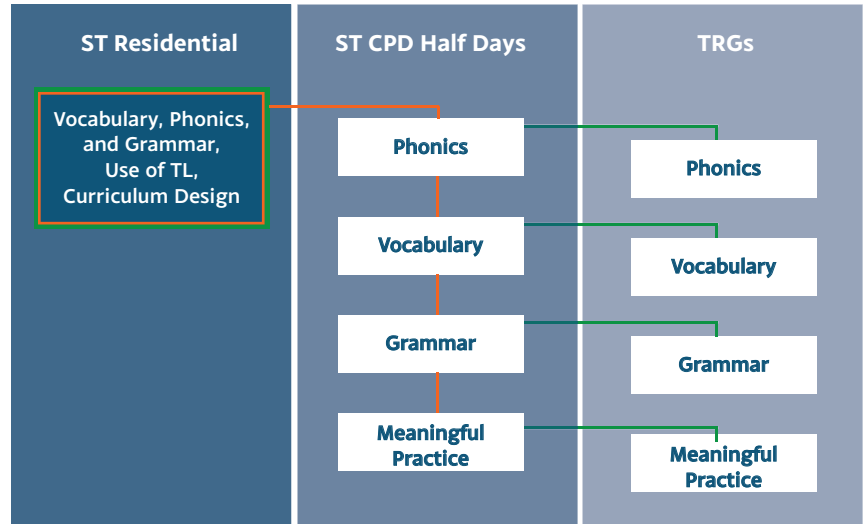 ST Residential
Vocabulary, Phonics,
and Grammar,
Use of TL,
Curriculum Design
ST CPD Half Days
Phonics
Vocabulary
Grammar
Meaningful
Practice
TRGs
Phonics
Vocabulary
Grammar
Meaningful
Practice